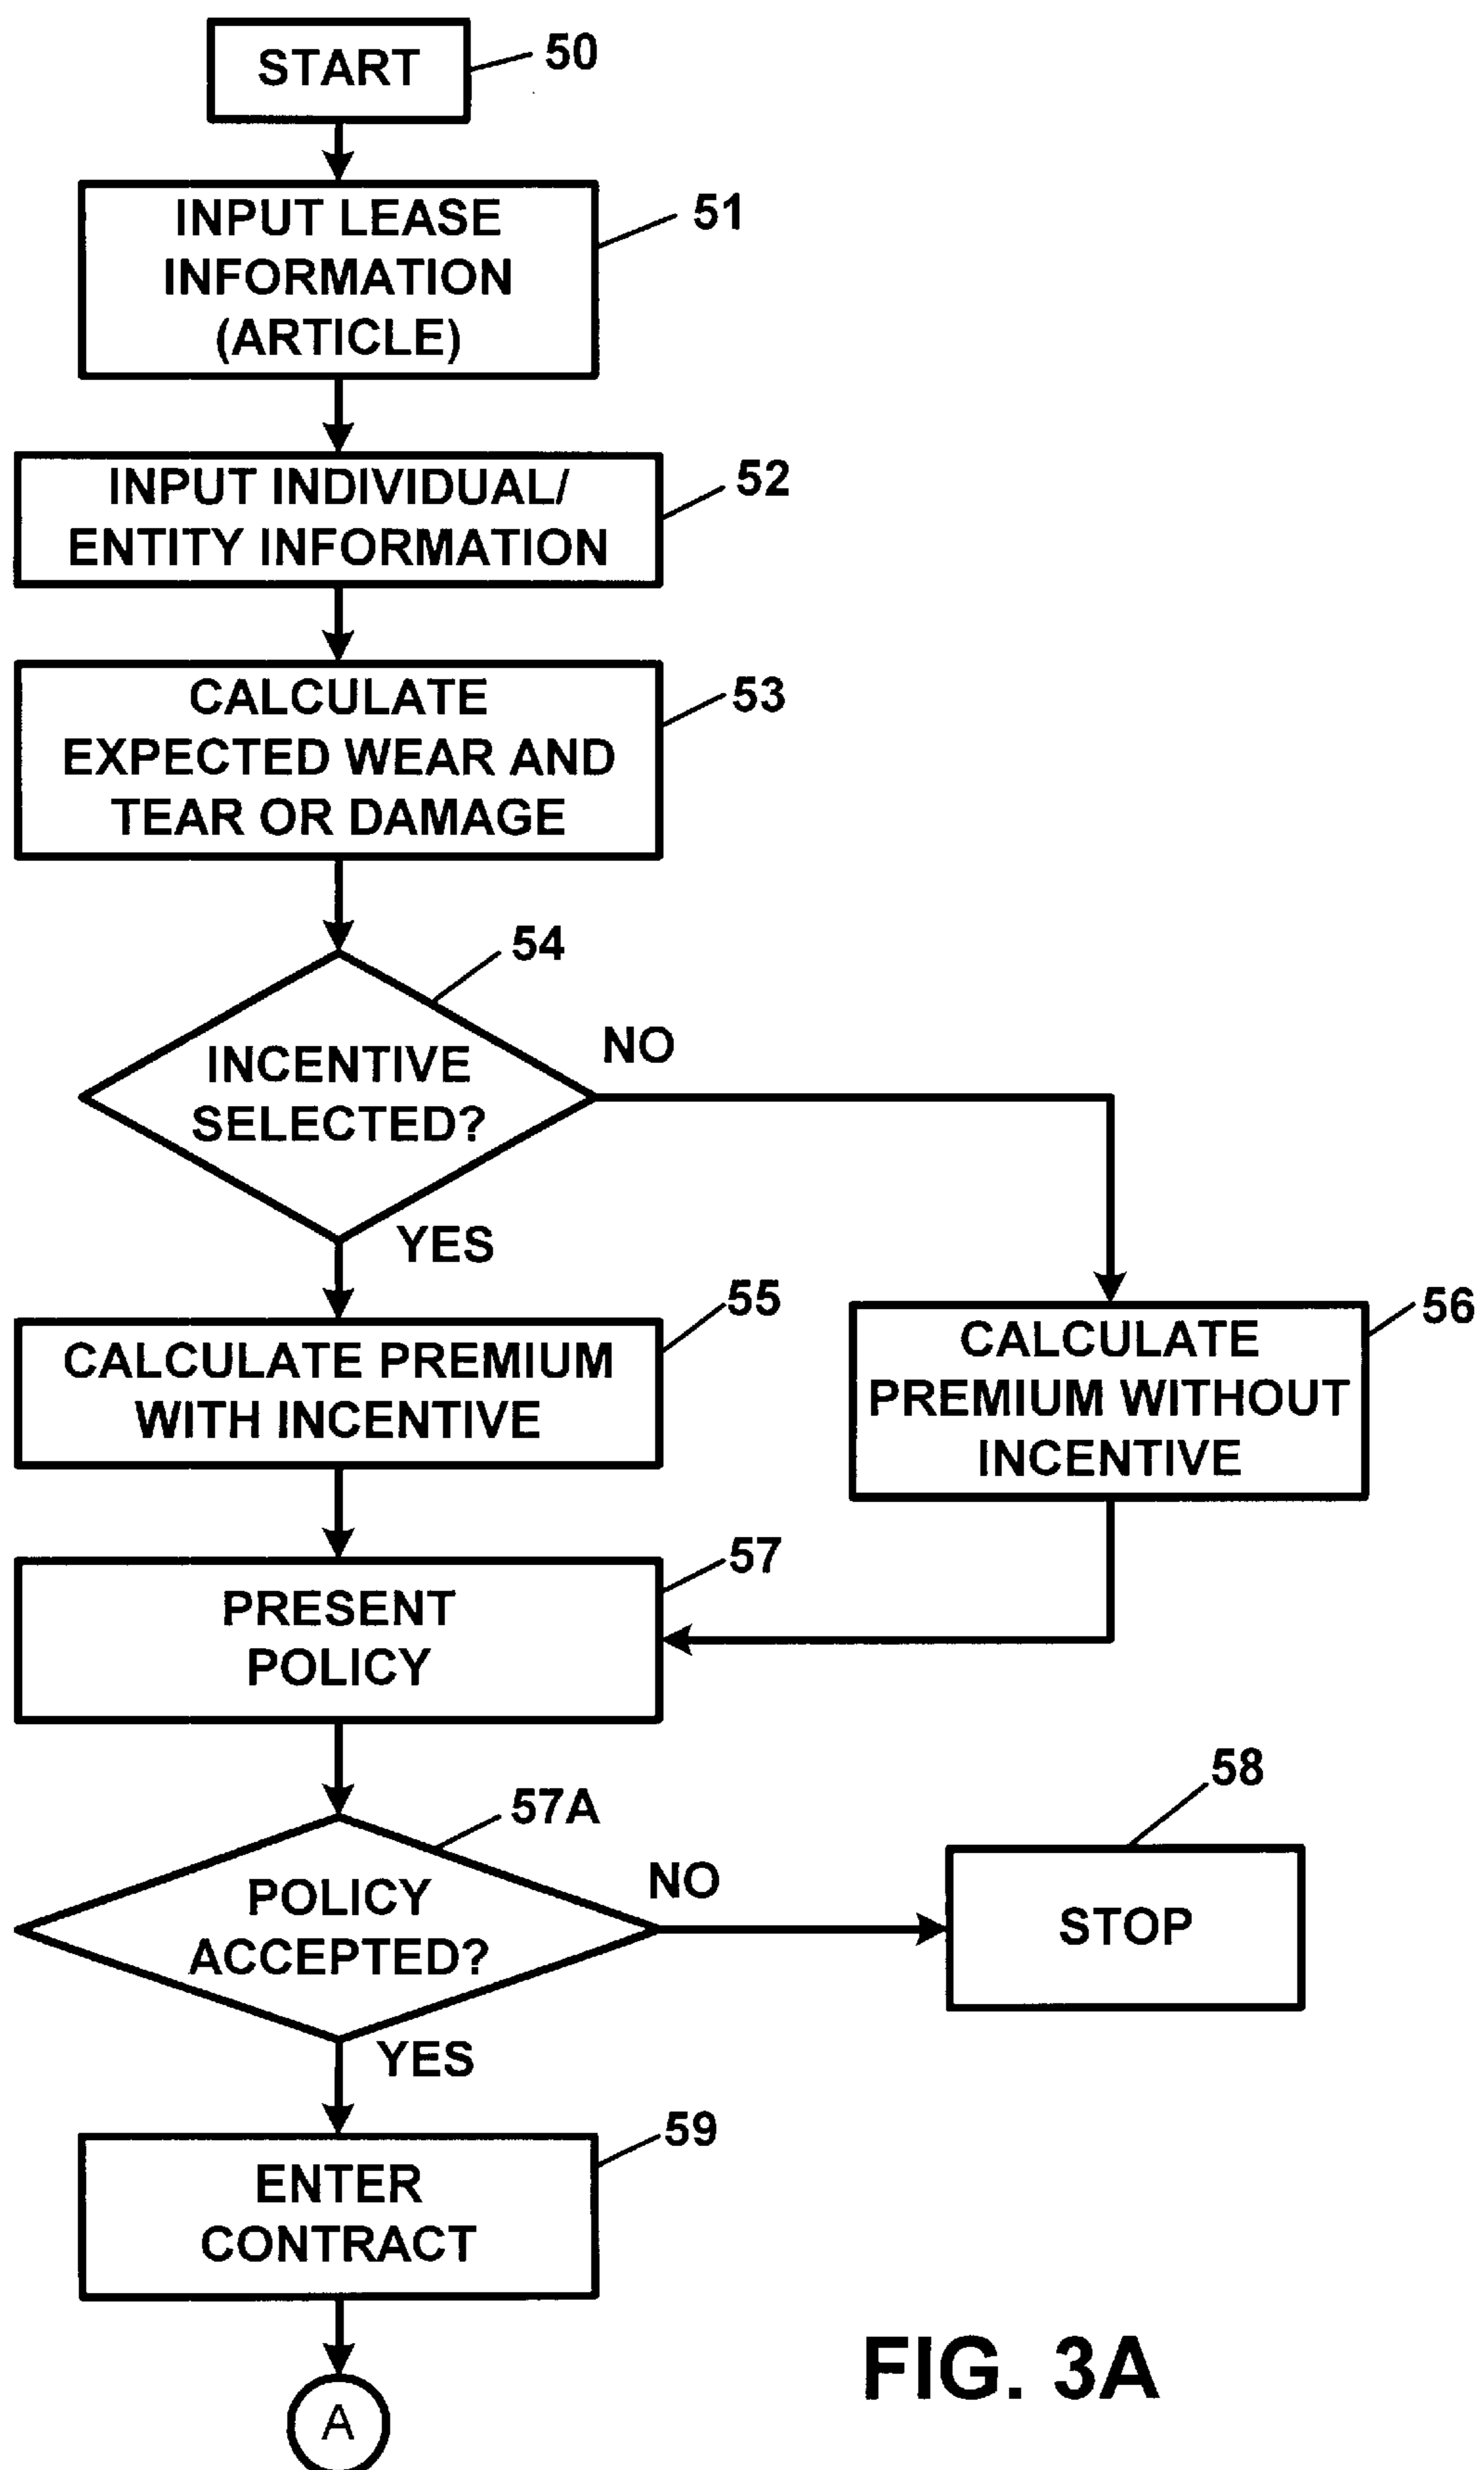 START
50
INPUT LEASE
INFORMATION
(ARTICLE)
51
INPUT INDIVIDUAL/
ENTITY INFORMATION
52
CALCULATE
EXPECTED WEAR AND
TEAR OR DAMAGE
53
54
INCENTIVE
SELECTED?
NO
YES
55
CALCULATE PREMIUM
WITH INCENTIVE
56
CALCULATE
PREMIUM WITHOUT
INCENTIVE
57
PRESENT
POLICY
57A
POLICY
ACCEPTED?
NO
58
STOP
YES
59
ENTER
CONTRACT
A
FIG. 3A